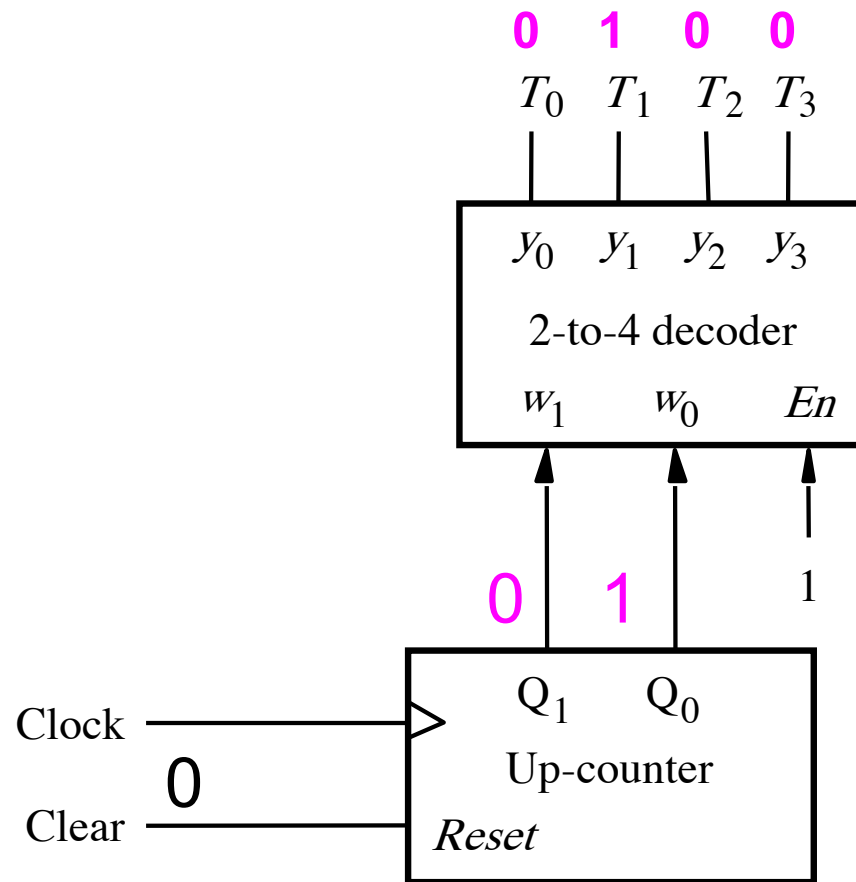 0 1 0 0
T0 T1 T2 T3
y0 y1 y2 y3
2-to-4 decoder
w1 w0 En
0 1 1
Q1 Q0
Clock
Up-counter
0
Clear Reset